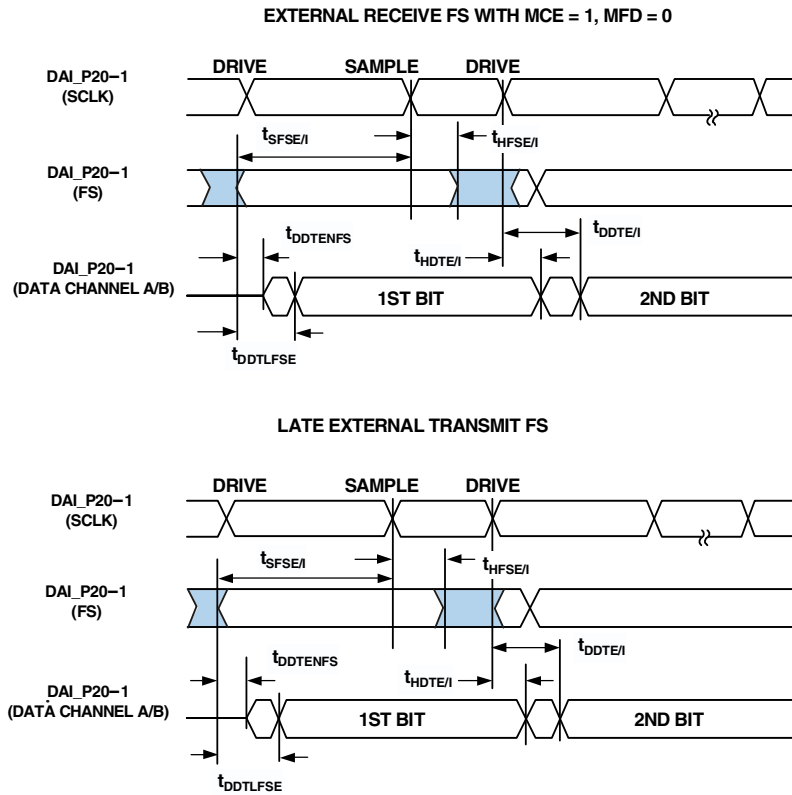 EXTERNAL RECEIVE FS WITH MCE = 1, MFD = 0
DRIVE SAMPLE DRIVE
DAI_P20–1
(SCLK)
tSFSE/I tHFSE/I
DAI_P20–1
(FS)
tDDTENFS tHDTE/I tDDTE/I
DAI_P20–1
(DATA CHANNEL A/B)
1ST BIT 2ND BIT
tDDTLFSE
LATE EXTERNAL TRANSMIT FS
DRIVE SAMPLE DRIVE
DAI_P20–1
(SCLK)
tSFSE/I tHFSE/I
DAI_P20–1
(FS)
tDDTENFS tHDTE/I tDDTE/I
DAI_P20–1
(DATA CHANNEL A/B)
1ST BIT 2ND BIT
tDDTLFSE